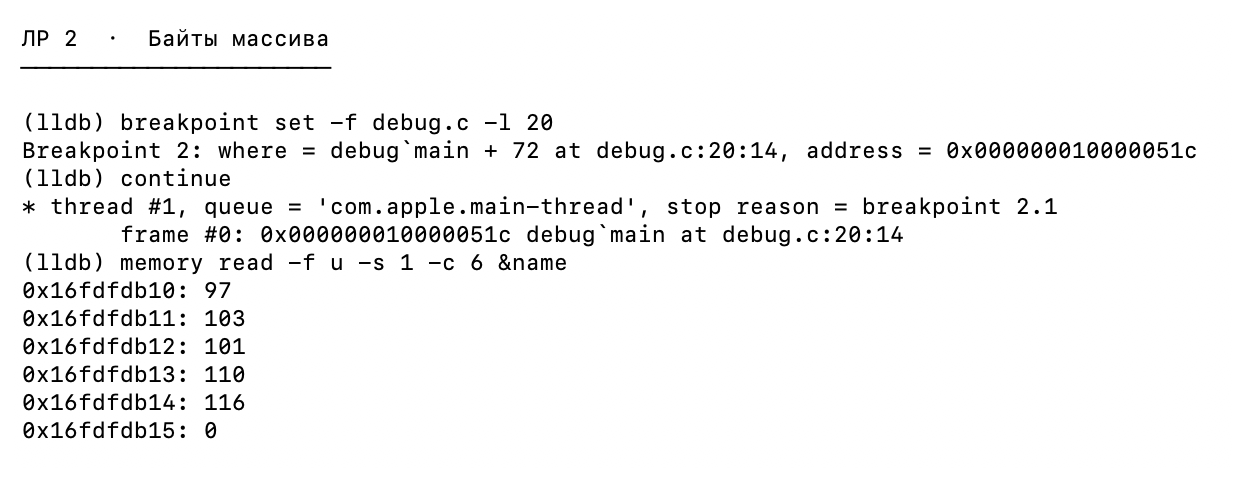 ЛР 2 · Байты массива
(lldb) breakpoint set -f debug.c -l 20
Breakpoint 2: where = debug`main + 72 at debug.c:20:14, address = 0x000000010000051c
(lldb) continue
* thread #1, queue = 'com.apple.main-thread', stop reason = breakpoint 2.1
frame #0: 0x000000010000051c debug`main at debug.c:20:14
(lldb) memory read -f u -s 1 -c 6 &name
0x16fdfdb10: 97
0x16fdfdb11: 103
0x16fdfdb12: 101
0x16fdfdb13: 110
0x16fdfdb14: 116
0x16fdfdb15: 0